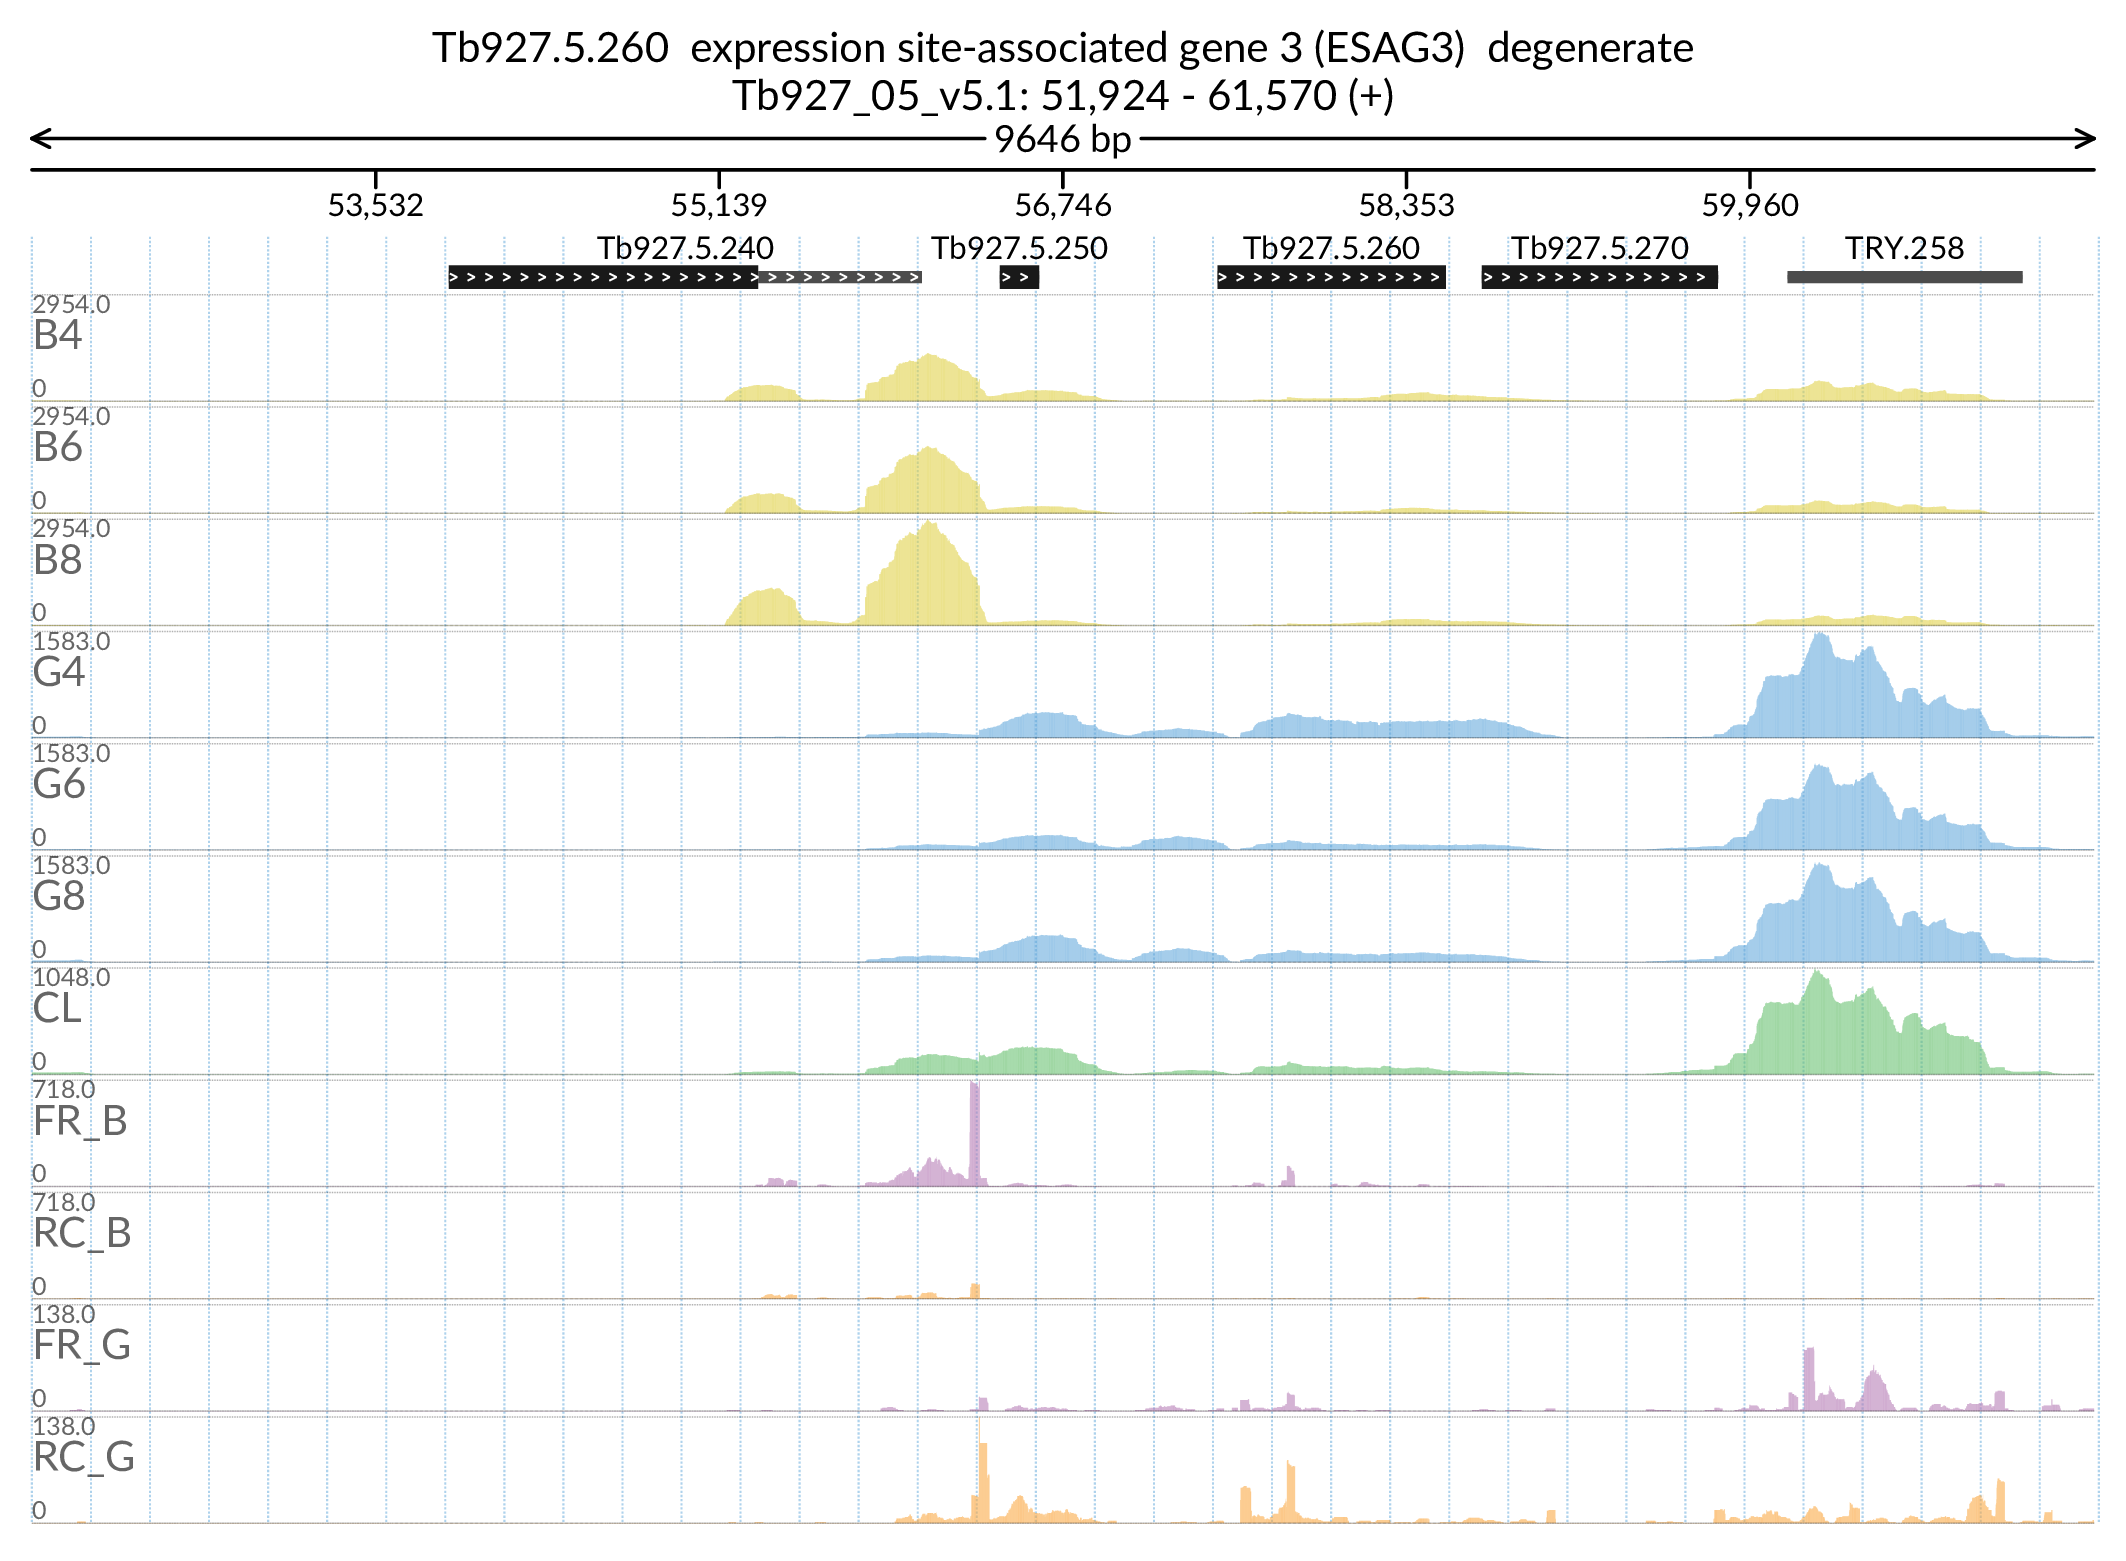 Tb927.5.260  expression site-associated gene 3 (ESAG3)  degenerate
Tb927_05_v5.1: 51,924 - 61,570 (+)
9646 bp
53,532 55,139 56,746 58,353 59,960
Tb927.5.240 Tb927.5.250 Tb927.5.260 Tb927.5.270 TRY.258
2954.0
B4
0
2954.0
B6
0
2954.0
B8
0
1583.0
G4
0
1583.0
G6
0
1583.0
G8
0
1048.0
CL
0
718.0
FR_B
0
718.0
RC_B
0
138.0
FR_G
0
138.0
RC_G
0